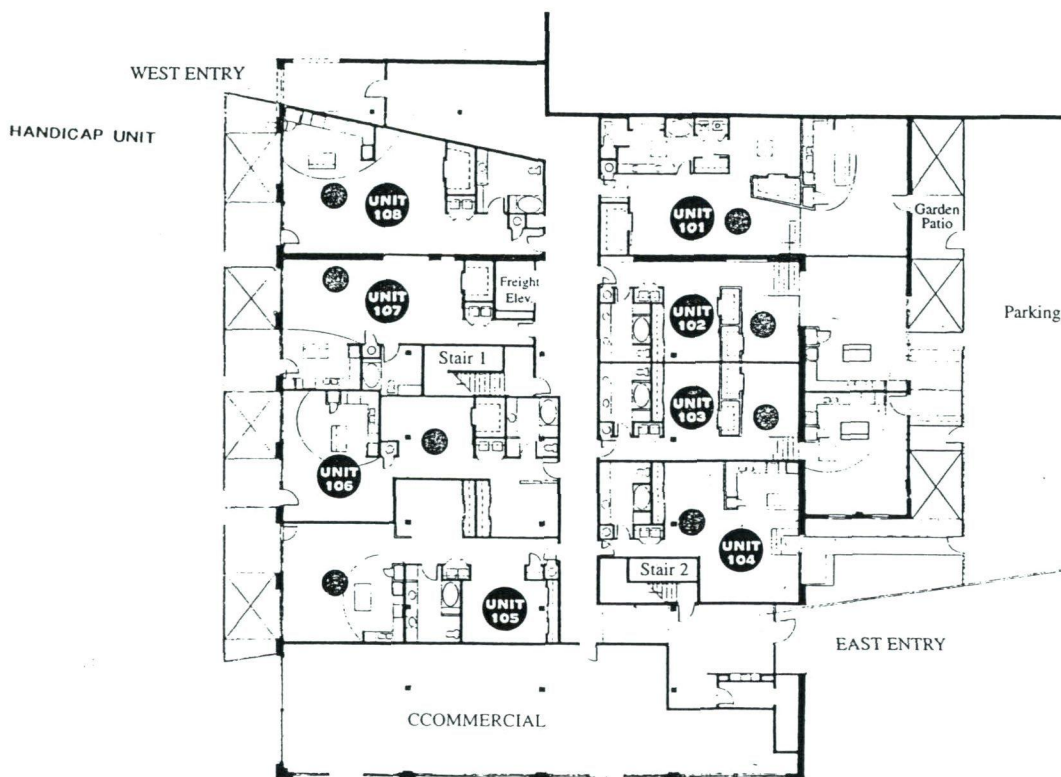 WEST ENTRY
HANDICAP UNIT
UNIT
108
UNIT
101
Garden
Patio
Freight
Elev.
UNIT
107
UNIT
102
Parking
Stair 1
UNIT
103
UNIT
106
UNIT
104
Stair 2
UNIT
105
EAST ENTRY
CCOMMERCIAL